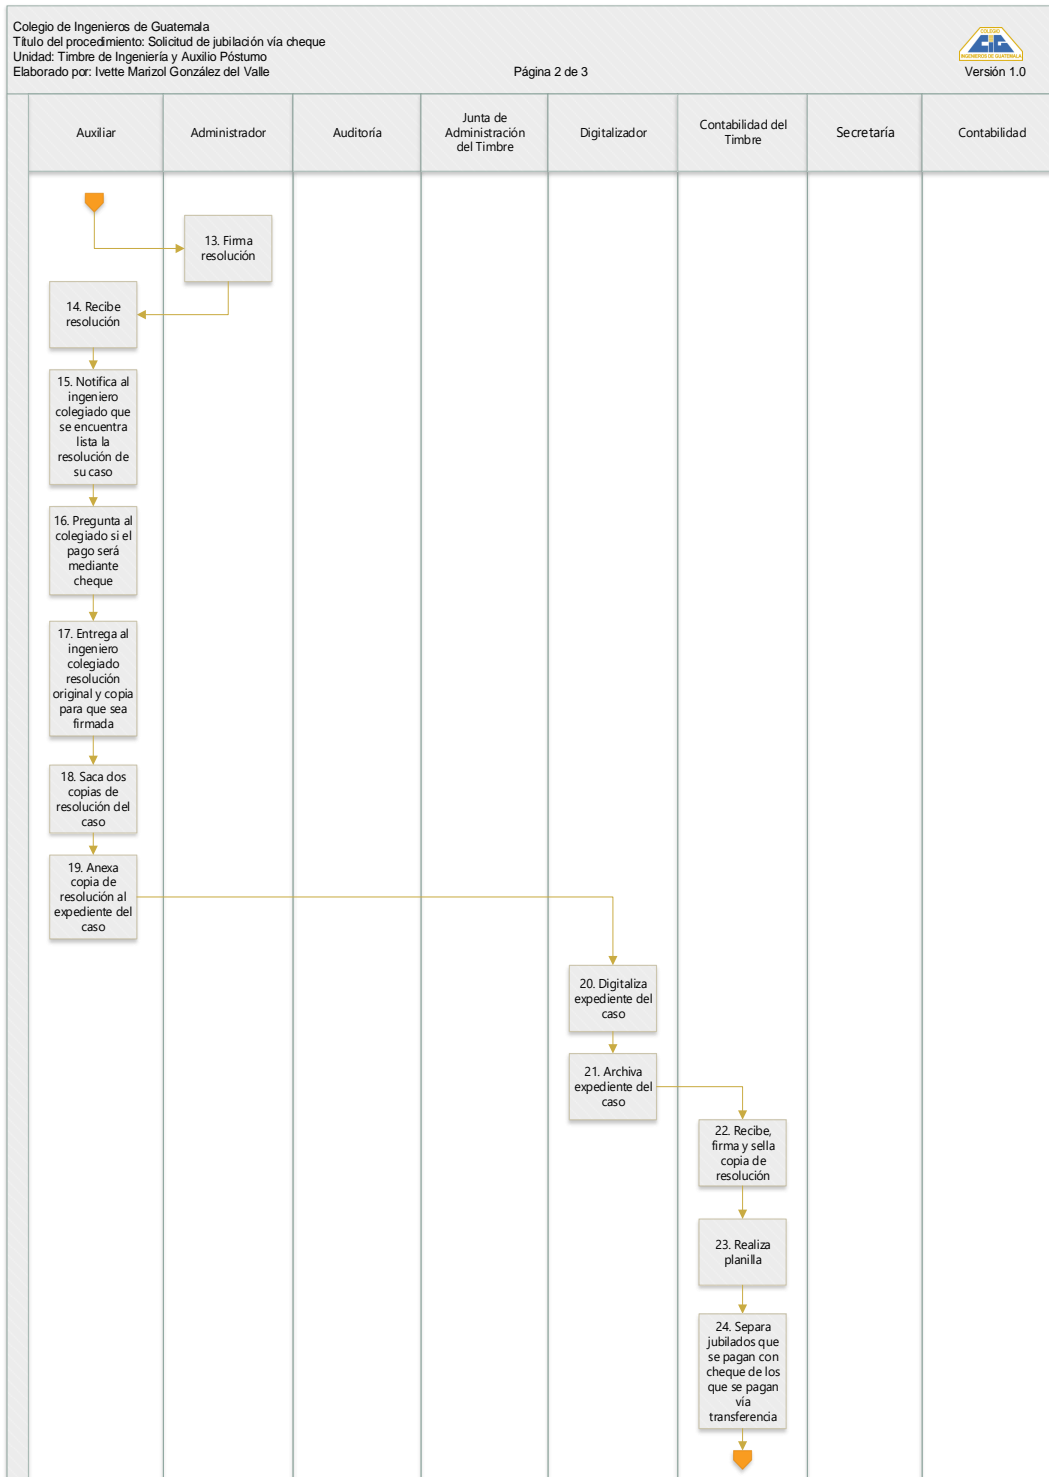 Colegio de Ingenieros de Guatemala
Título del procedimiento: Solicitud de jubilación vía cheque
Unidad: Timbre de Ingeniería y Auxilio Póstumo
Elaborado por: Ivette Marizol González del Valle
Página 2 de 3
COLEGIO
CIG
INGENIEROS DE GUATEMALA
Versión 1.0
Auxiliar
Administrador
Auditoría
Junta de
Administración
del Timbre
Digitalizador
Contabilidad del
Timbre
Secretaría
Contabilidad
13. Firma
resolución
14. Recibe
resolución
15. Notifica al
ingeniero
colegiado que
se encuentra
lista la
resolución de
su caso
16. Pregunta al
colegiado si el
pago será
mediante
cheque
17. Entrega al
ingeniero
colegiado
resolución
original y copia
para que sea
firmada
18. Saca dos
copias de
resolución del
caso
19. Anexa
copia de
resolución al
expediente del
caso
20. Digitaliza
expediente del
caso
21. Archiva
expediente del
caso
22. Recibe,
firma y sella
copia de
resolución
23. Realiza
planilla
24. Separa
jubilados que
se pagan con
cheque de los
que se pagan
vía
transferencia